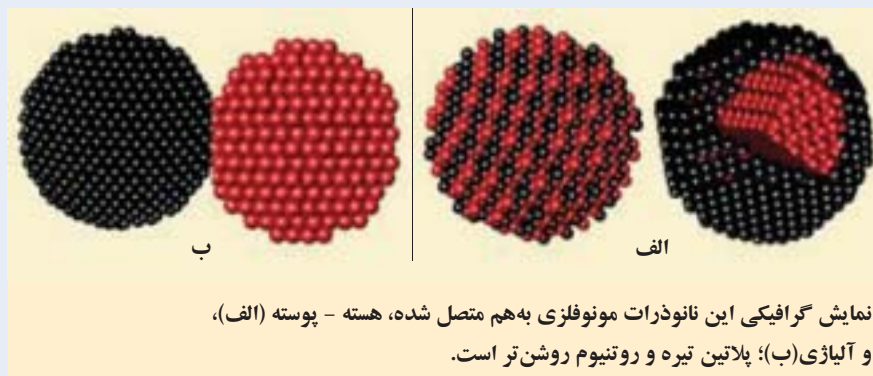 الف
ب
نمایش گرافیکی این نانوذرات مونوفلزی به‌هم متصل شده، هسته - پوسته (الف)،
و آلیاژی(ب)؛ پلاتین تیره و روتنیوم روشن‌تر است.